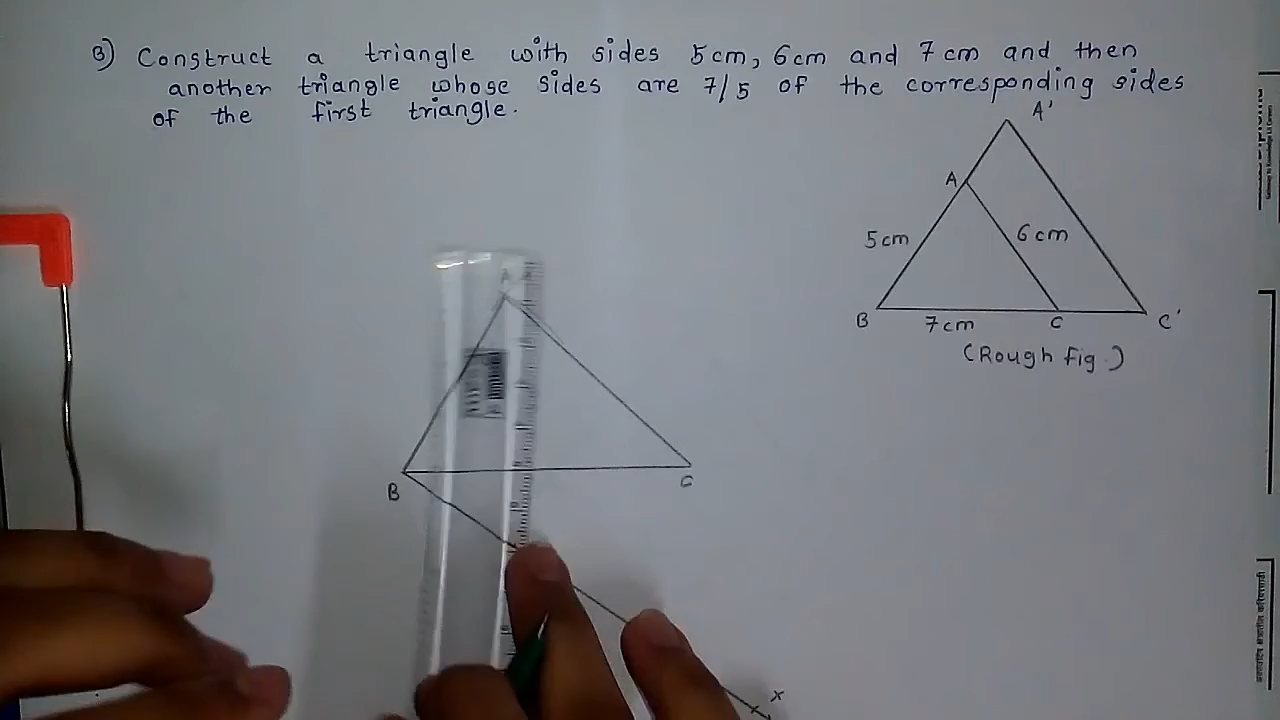 3) Construct a triangle with sides 5cm, 6cm and 7cm and then
another triangle whose sides are 7/5 of the corresponding sides
of the first triangle.
A'
A
5cm
6cm
B
7cm
C
C'
(Rough fig.)
A
B
C
x